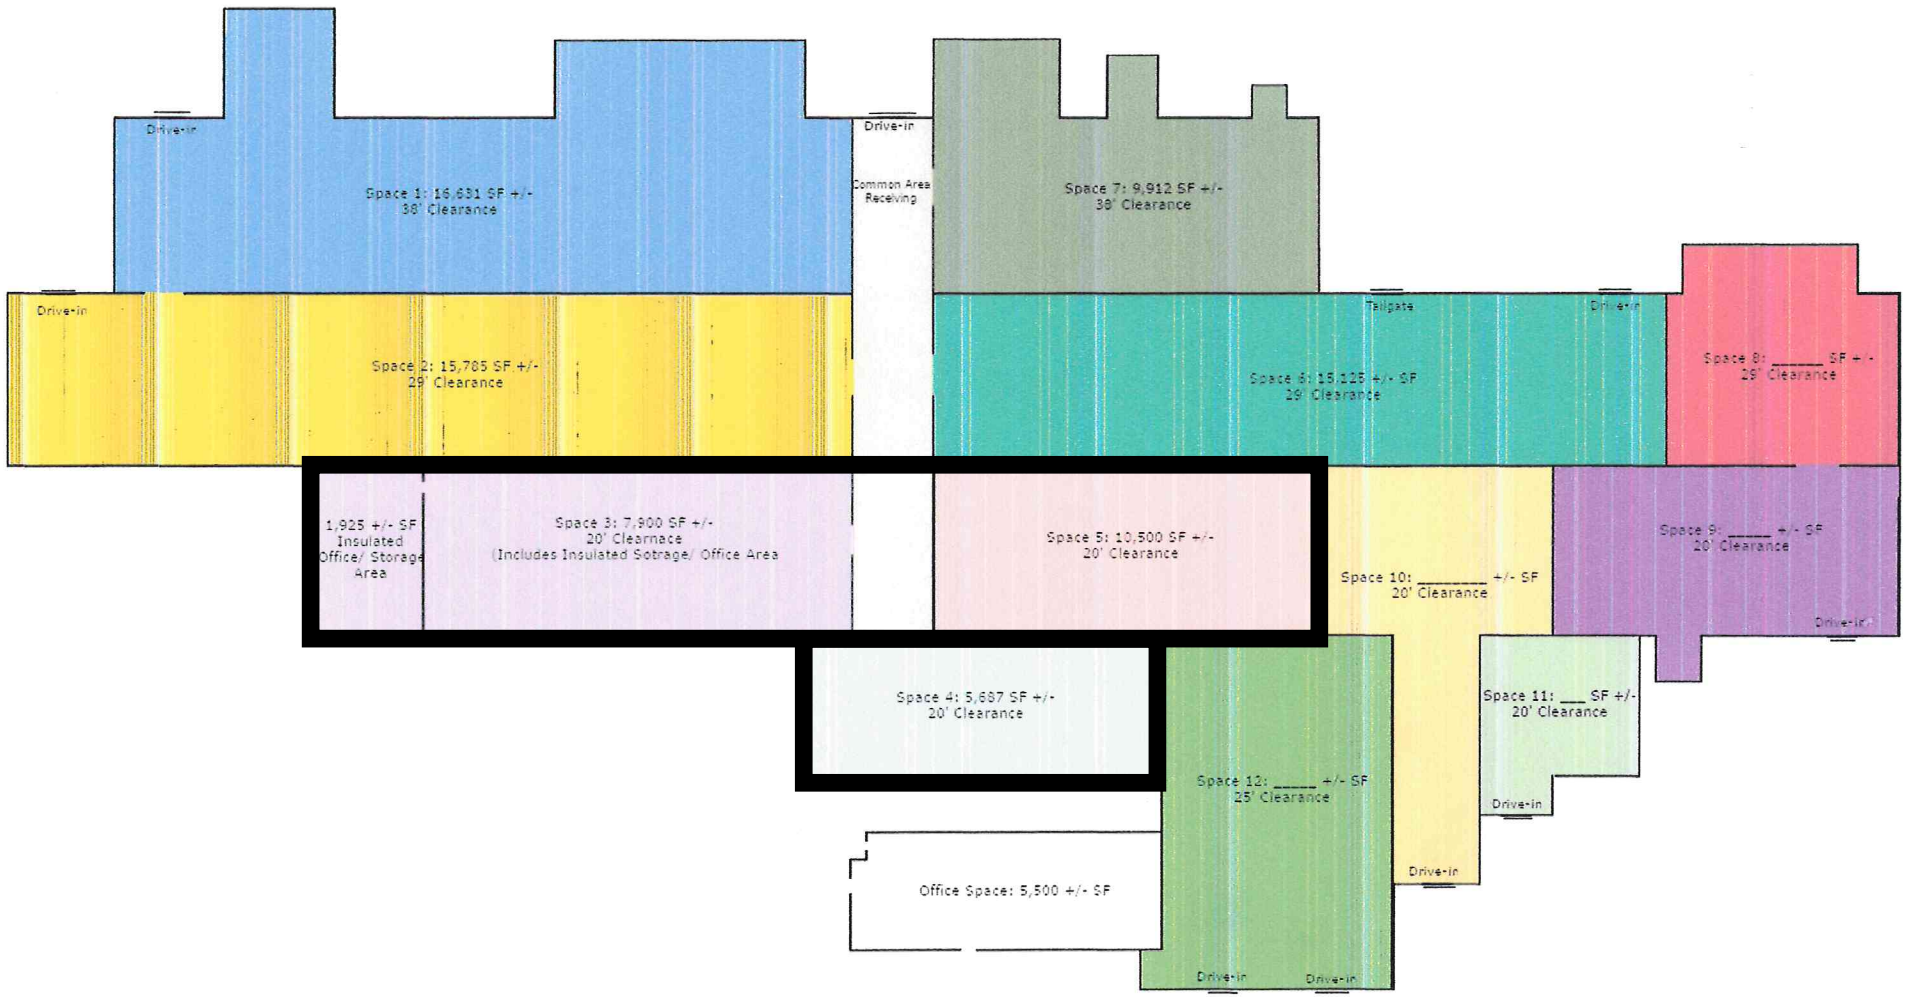 Drive-in
Drive-in
Common Area
Receiving
Space 1: 16,631 SF +/-
38' Clearance
Space 7: 9,912 SF +/-
38' Clearance
Drive-in
Tailgate
Drive-in
Space 2: 15,785 SF +/-
29' Clearance
Space 6: 15,125 +/- SF
29' Clearance
Space 8: ______ SF +/-
29' Clearance
1,925 +/- SF
Insulated
Office/ Storage
Area
Space 3: 7,900 SF +/-
20' Clearnace
(Includes Insulated Sotrage/ Office Area
Space 5: 10,500 SF +/-
20' Clearance
Space 10: ________ +/- SF
20' Clearance
Space 9: _____ +/- SF
20' Clearance
Drive-in
Space 4: 5,687 SF +/-
20' Clearance
Space 11: ___ SF +/-
20' Clearance
Drive-in
Space 12: _____ +/- SF
25' Clearance
Drive-in
Office Space: 5,500 +/- SF
Drive-in
Drive-in